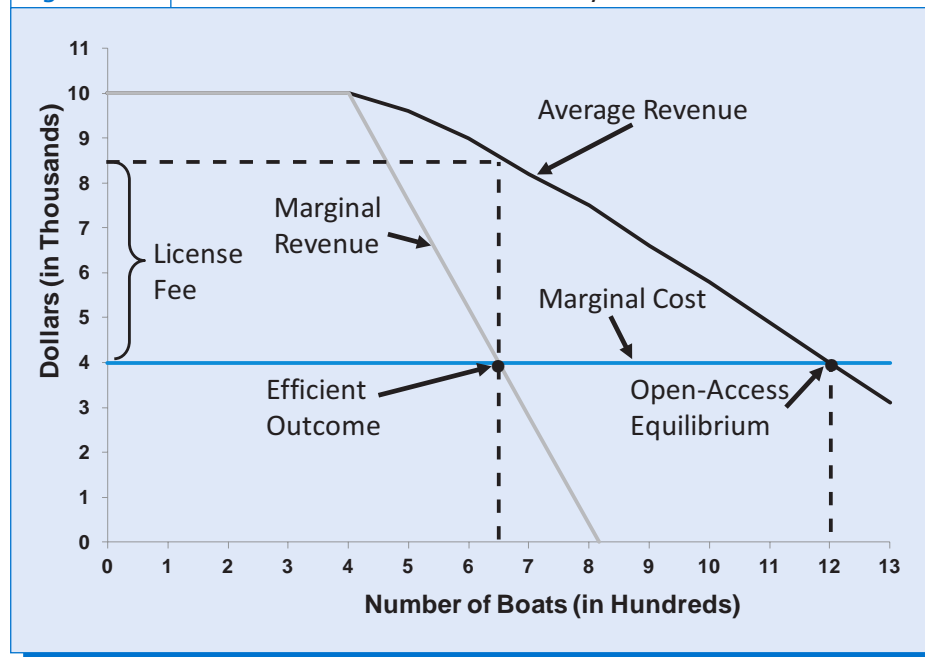 11
10
9
8
7
6
5
4
3
2
1
0
Dollars (in Thousands)
Average Revenue
Marginal
Revenue
License
Fee
Marginal Cost
Efficient
Outcome
Open-Access
Equilibrium
0 1 2 3 4 5 6 7 8 9 10 11 12 13
Number of Boats (in Hundreds)